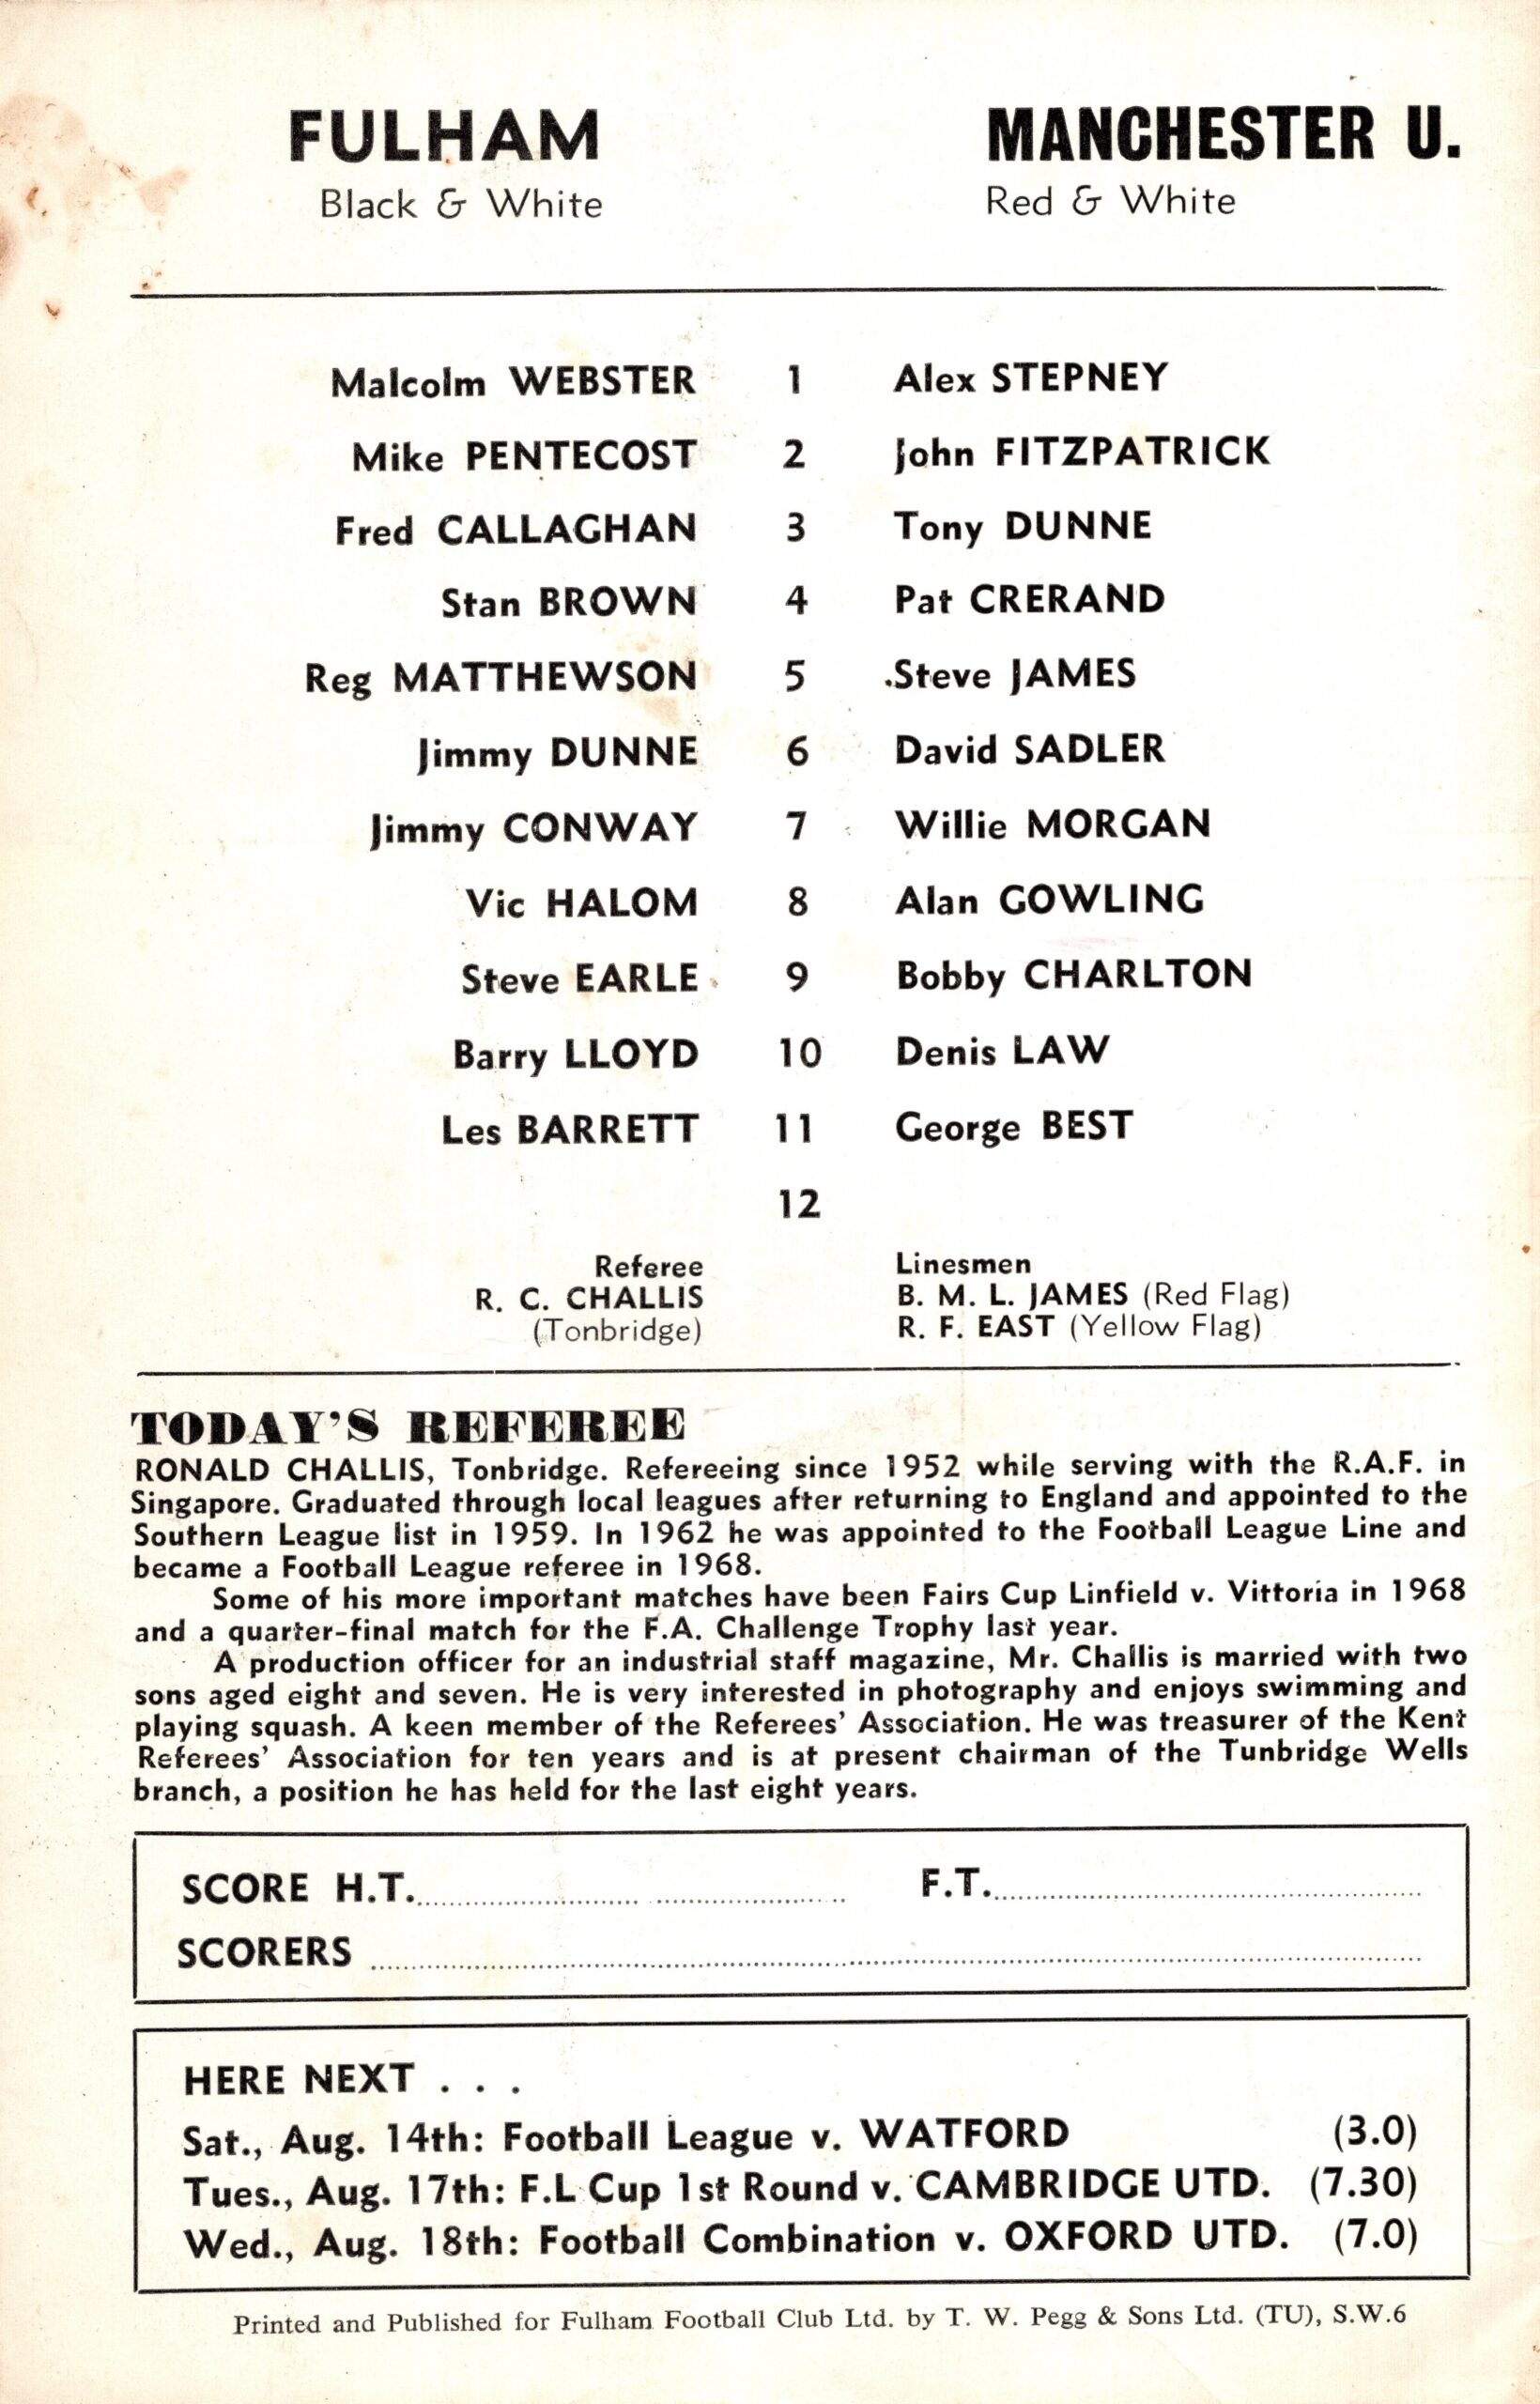 FULHAM MANCHESTER U.
Black & White Red & White
Malcolm WEBSTER 1 Alex STEPNEY
Mike PENTECOST 2 John FITZPATRICK
Fred CALLAGHAN 3 Tony DUNNE
Stan BROWN 4 Pat CRERAND
Reg MATTHEWSON 5 Steve JAMES
Jimmy DUNNE 6 David SADLER
Jimmy CONWAY 7 Willie MORGAN
Vic HALOM 8 Alan GOWLING
Steve EARLE 9 Bobby CHARLTON
Barry LLOYD 10 Denis LAW
Les BARRETT 11 George BEST
12
Referee Linesmen
R. C. CHALLIS B. M. L. JAMES (Red Flag)
(Tonbridge) R. F. EAST (Yellow Flag)
TODAY'S REFEREE
RONALD CHALLIS, Tonbridge. Refereeing since 1952 while serving with the R.A.F. in
Singapore. Graduated through local leagues after returning to England and appointed to the
Southern League list in 1959. In 1962 he was appointed to the Football League Line and
became a Football League referee in 1968.
Some of his more important matches have been Fairs Cup Linfield v. Vittoria in 1968
and a quarter-final match for the F.A. Challenge Trophy last year.
A production officer for an industrial staff magazine, Mr. Challis is married with two
sons aged eight and seven. He is very interested in photography and enjoys swimming and
playing squash. A keen member of the Referees' Association. He was treasurer of the Kent
Referees' Association for ten years and is at present chairman of the Tunbridge Wells
branch, a position he has held for the last eight years.
SCORE H.T. F.T.
SCORERS
HERE NEXT . . .
Sat., Aug. 14th: Football League v. WATFORD (3.0)
Tues., Aug. 17th: F.L Cup 1st Round v. CAMBRIDGE UTD. (7.30)
Wed., Aug. 18th: Football Combination v. OXFORD UTD. (7.0)
Printed and Published for Fulham Football Club Ltd. by T. W. Pegg & Sons Ltd. (TU), S.W.6